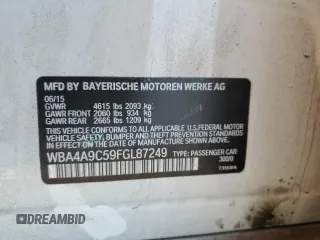 MFD BY BAYERISCHE MOTOREN WERKE AG
06/15
GVWR 4615 lbs 2093 kg
GAWR FRONT 2060 lbs 934 kg
GAWR REAR 2665 lbs 1209 kg
THIS VEHICLE CONFORMS TO ALL APPLICABLE U.S. FEDERAL MOTOR
VEHICLE SAFETY, BUMPER, AND THEFT PREVENTION STANDARDS IN
EFFECT ON THE DATE OF MANUFACTURE SHOWN ABOVE.
WBA4A9C59FGL87249 TYPE: PASSENGER CAR
300/0